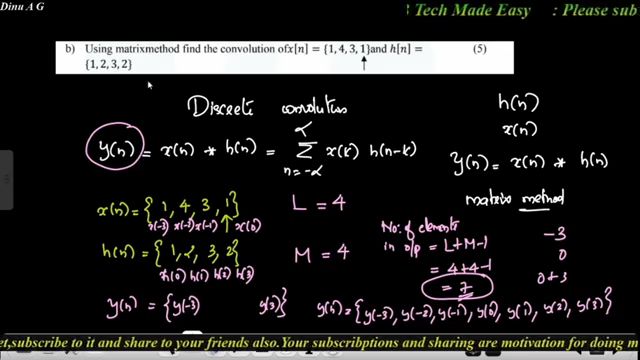 Dinu A G
B Tech Made Easy : Please sub
b) Using matrixmethod find the convolution ofx[n] = {1, 4, 3, 1}and h[n] = (5)
{1, 2, 3, 2}
↑
Discrete convolution
h(n)
x(n)
y(n) = x(n) * h(n) = ∑ x(k) h(n-k)
α
n=-α
y(n) = x(n) * h(n)
matrix method
x(n) = {1, 4, 3, 1} L = 4
x(-3) x(-2) x(-1) ↑ x(0)
h(n) = {1, 2, 3, 2} M = 4
h(0) h(1) h(2) h(3)
No: of elements
in o/p = L+M-1
= 4+4-1
= 7
-3
0
0+3
y(n) = {y(-3) y(3)}
y(n) = {y(-3), y(-2), y(-1), y(0), y(1), y(2), y(3)}
et,subscribe to it and share to your friends also.Your subscribptions and sharing are motivation for doing m